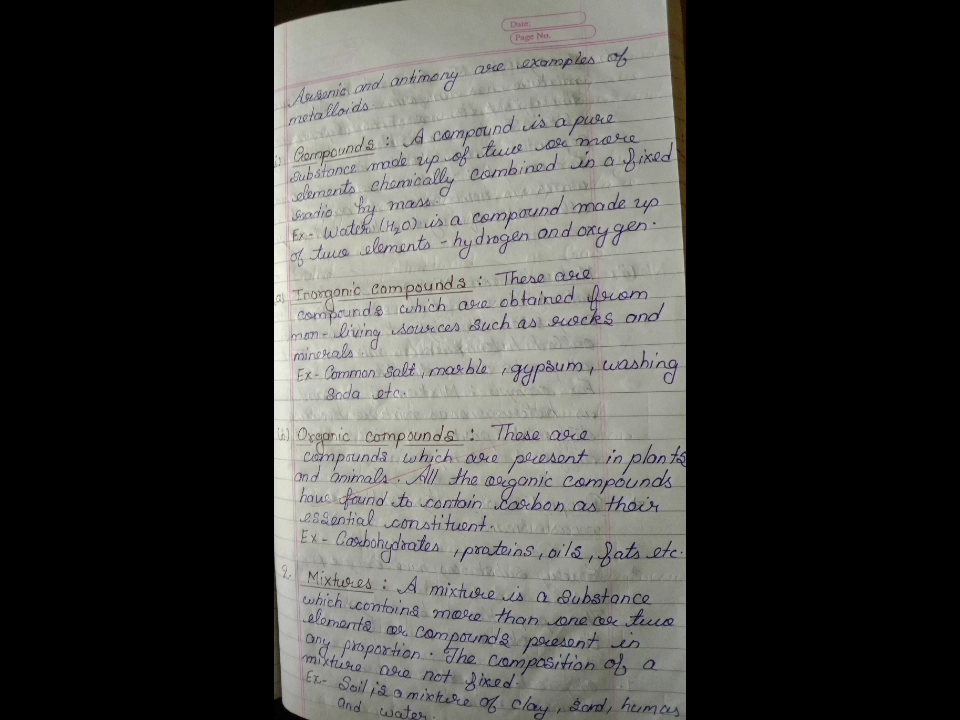 Date:
Page No.
Arsenic and antimony are examples of
metalloids.
Compounds : A compound is a pure
substance made up of two or more
elements chemically combined in a fixed
ratio by mass.
Ex- Water (H₂O) is a compound made up
of two elements - hydrogen and oxygen.
(a) Inorganic compounds : These are
compounds which are obtained from
non-living sources such as rocks and
minerals.
Ex- Common salt, marble, gypsum, washing
soda etc.
(b) Organic compounds : These are
compounds which are present in plants
and animals. All the organic compounds
have found to contain carbon as their
essential constituent.
Ex- Carbohydrates, proteins, oils, fats etc.
2. Mixtures : A mixture is a substance
which contains more than one or two
elements or compounds present in
any proportion. The composition of a
mixture are not fixed.
Ex- Soil is a mixture of clay, sand, humus
and water.